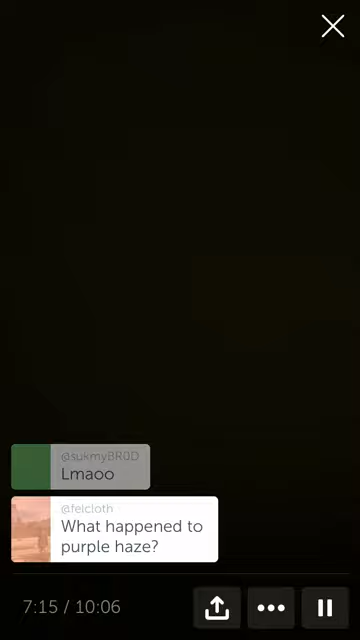 @sukmyBR0D
Lmaoo
@felcloth
What happened to
purple haze?
7:15 / 10:06